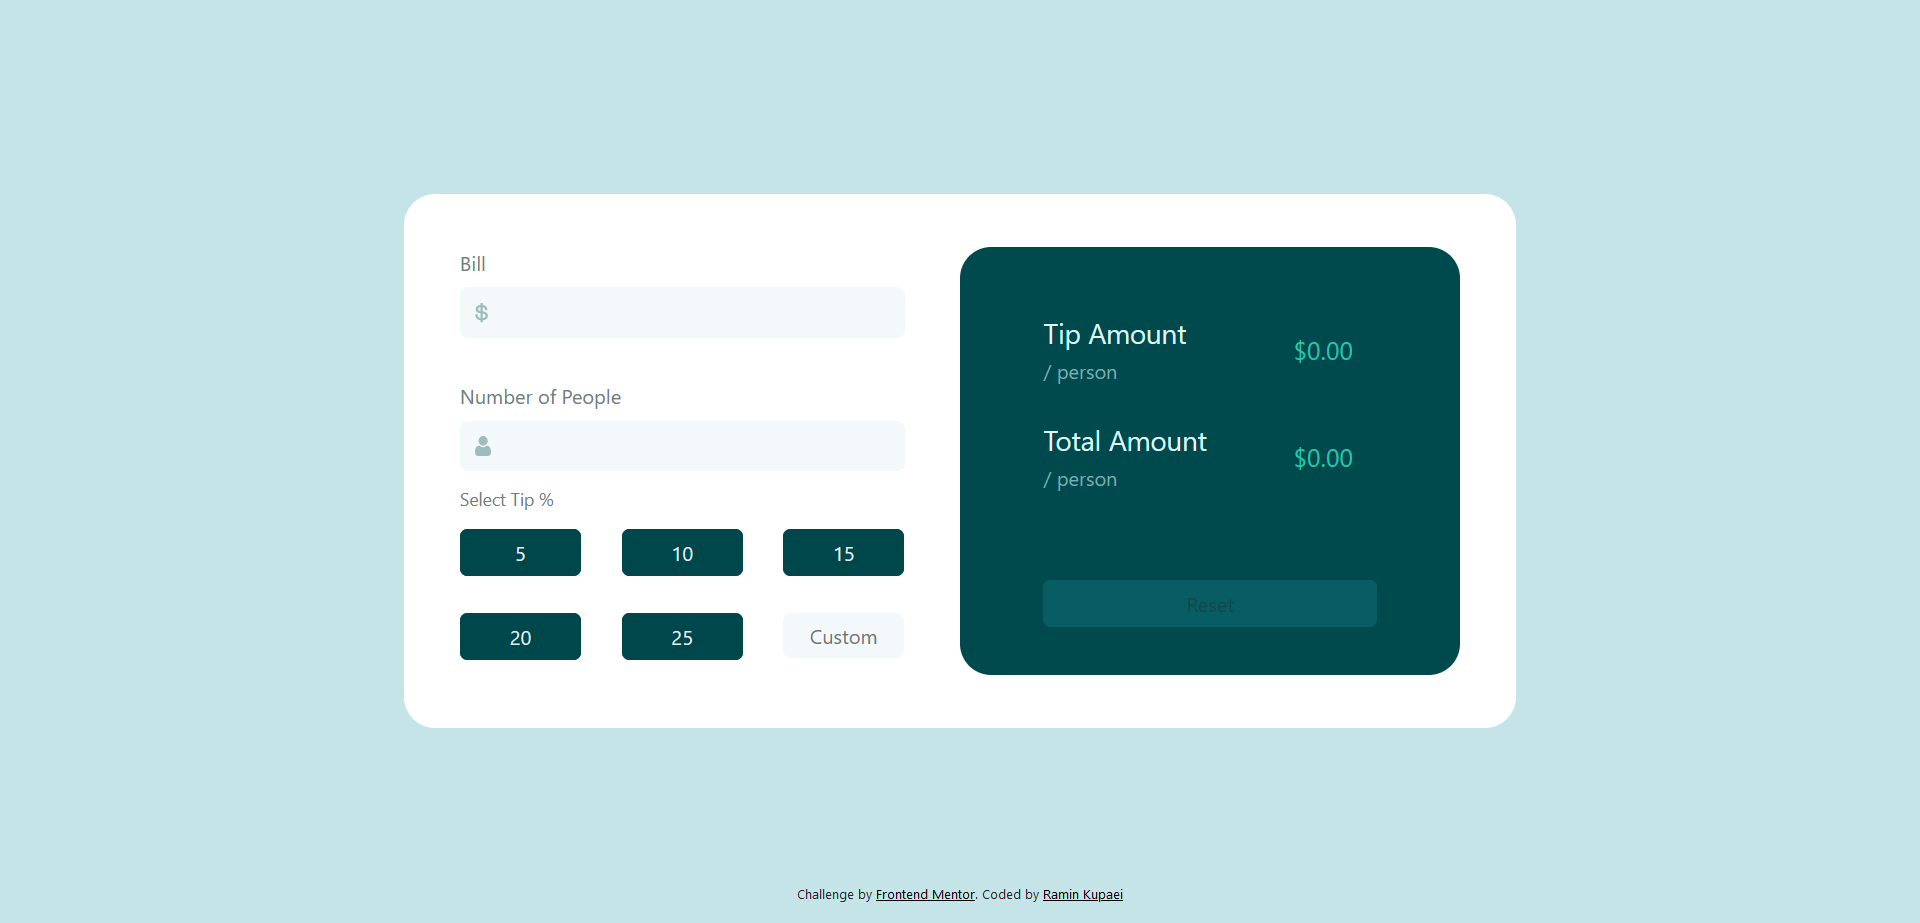 Bill
$
Number of People
Select Tip %
5 10 15
20 25 Custom
Tip Amount
/ person
$0.00
Total Amount
/ person
$0.00
Reset
Challenge by Frontend Mentor. Coded by Ramin Kupaei